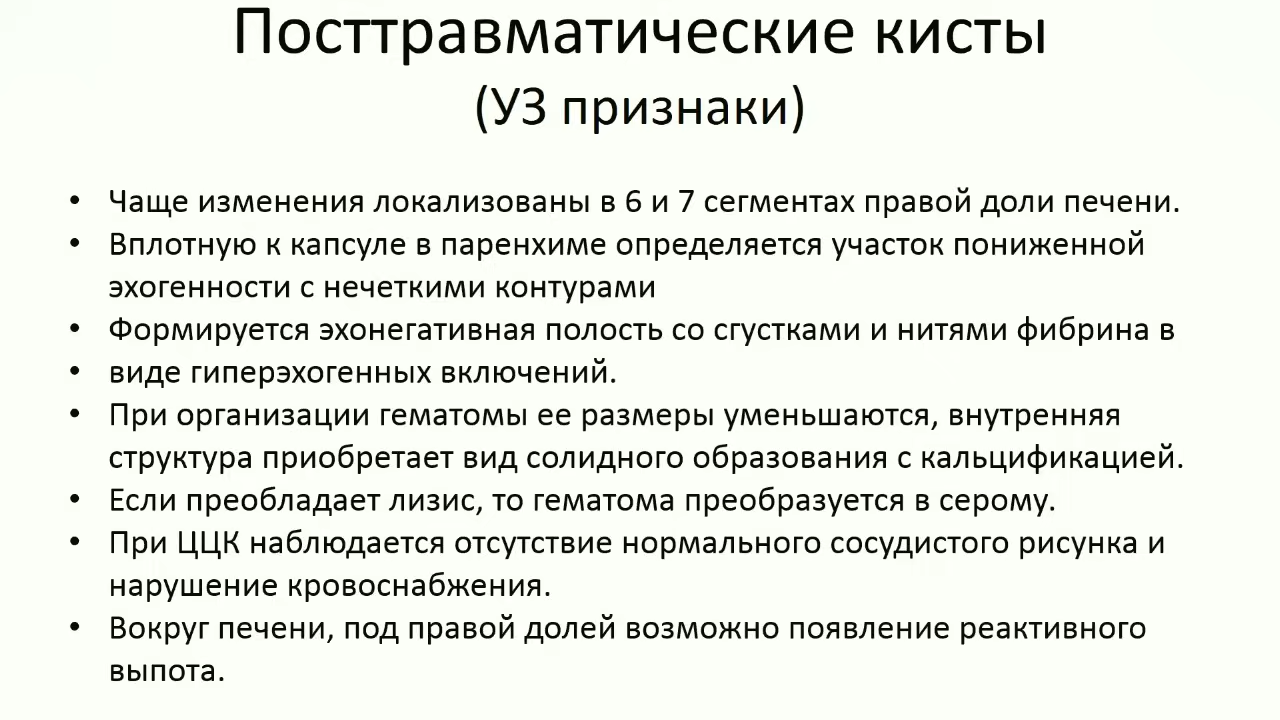 Посттравматические кисты
(УЗ признаки)
• Чаще изменения локализованы в 6 и 7 сегментах правой доли печени.
• Вплотную к капсуле в паренхиме определяется участок пониженной
эхогенности с нечеткими контурами
• Формируется эхонегативная полость со сгустками и нитями фибрина в
• виде гиперэхогенных включений.
• При организации гематомы ее размеры уменьшаются, внутренняя
структура приобретает вид солидного образования с кальцификацией.
• Если преобладает лизис, то гематома преобразуется в серому.
• При ЦЦК наблюдается отсутствие нормального сосудистого рисунка и
нарушение кровоснабжения.
• Вокруг печени, под правой долей возможно появление реактивного
выпота.